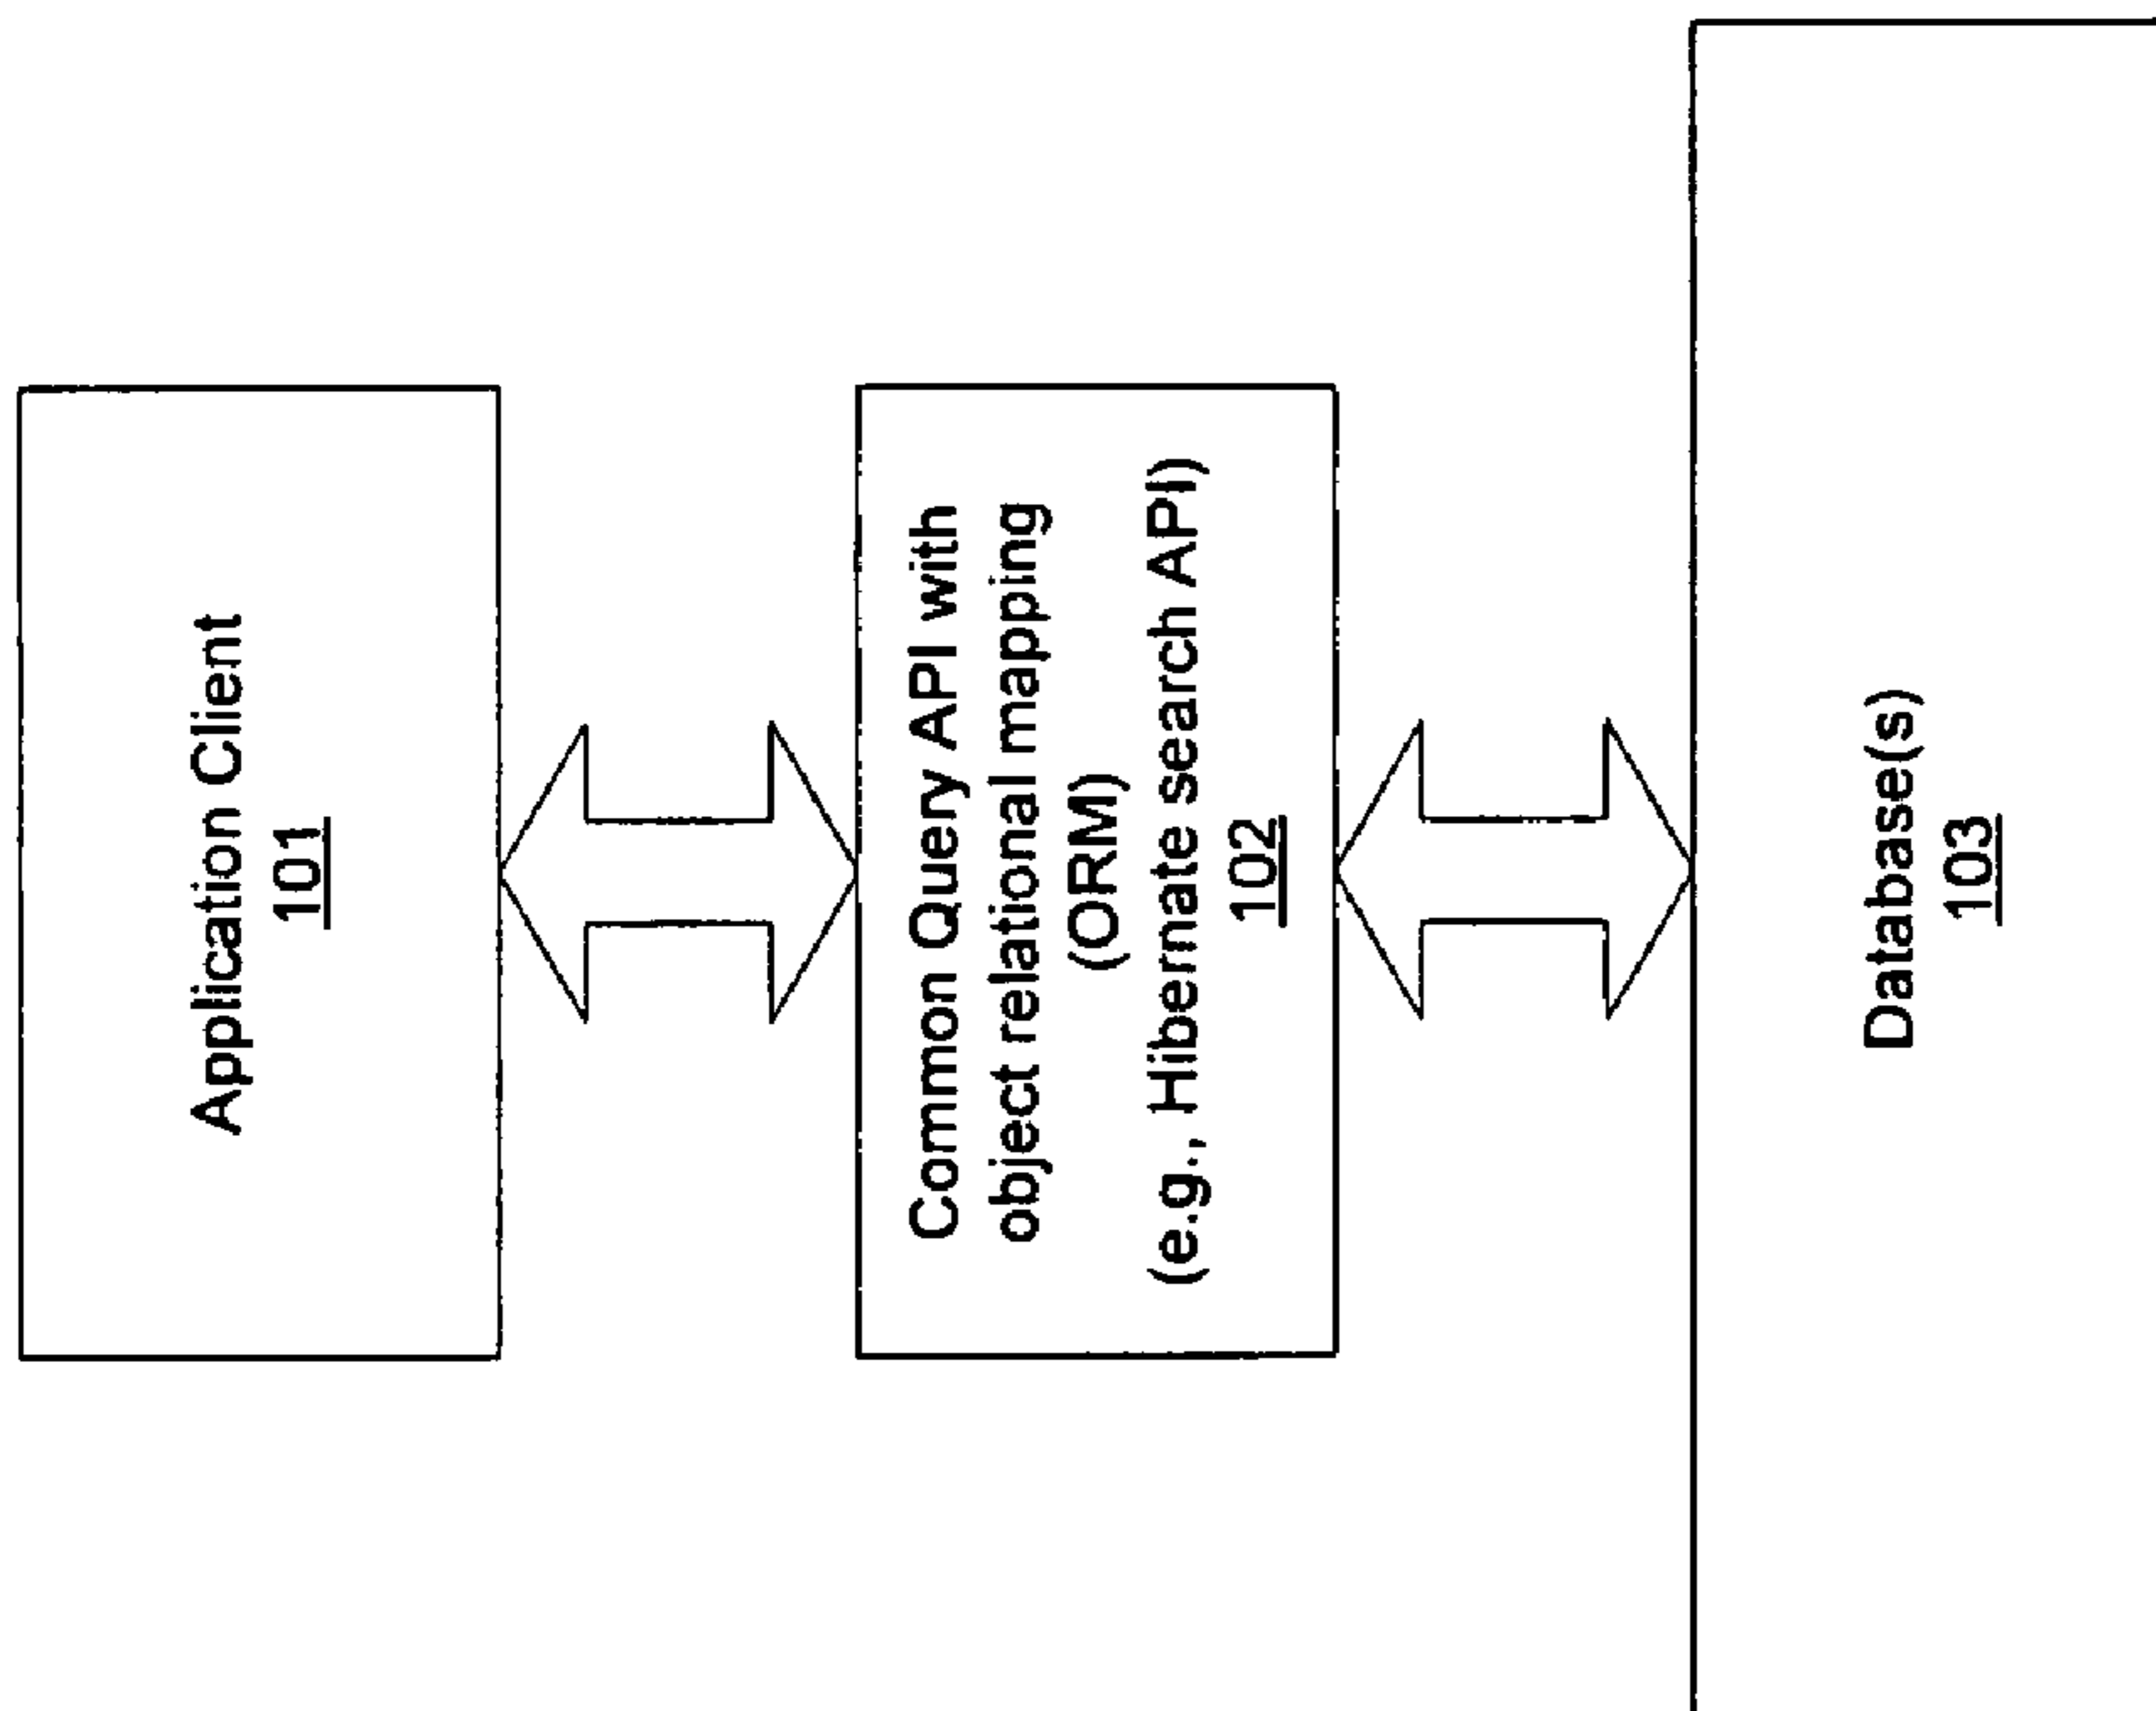 Application Client
101
Common Query API with
object relational mapping
(ORM)
(e.g., Hibernate search API)
102
Database(s)
103